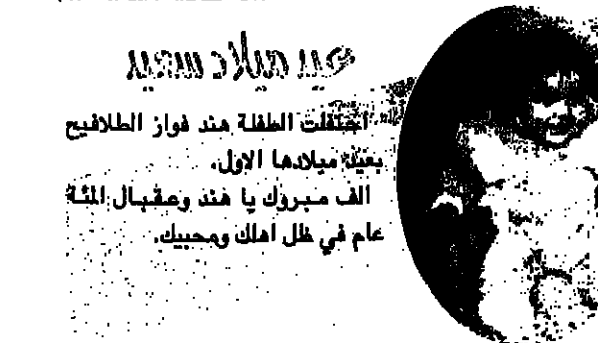 عيد ميلاد سعيد
احتفلت الطفلة هند فواز الطلافيح
بعيد ميلادها الاول.
الف مبروك يا هند وعقبال المئة
عام في ظل اهلك ومحبيك.